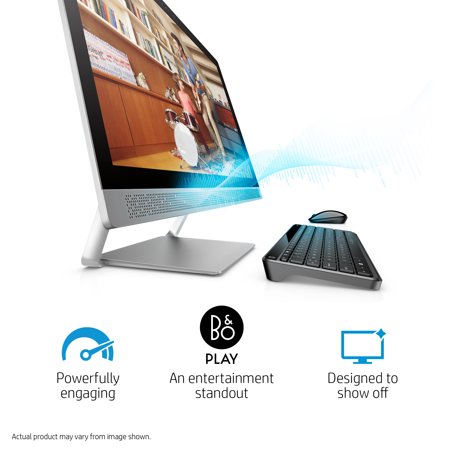 B&O
PLAY
Powerfully
engaging
An entertainment
standout
Designed to
show off
Actual product may vary from image shown.